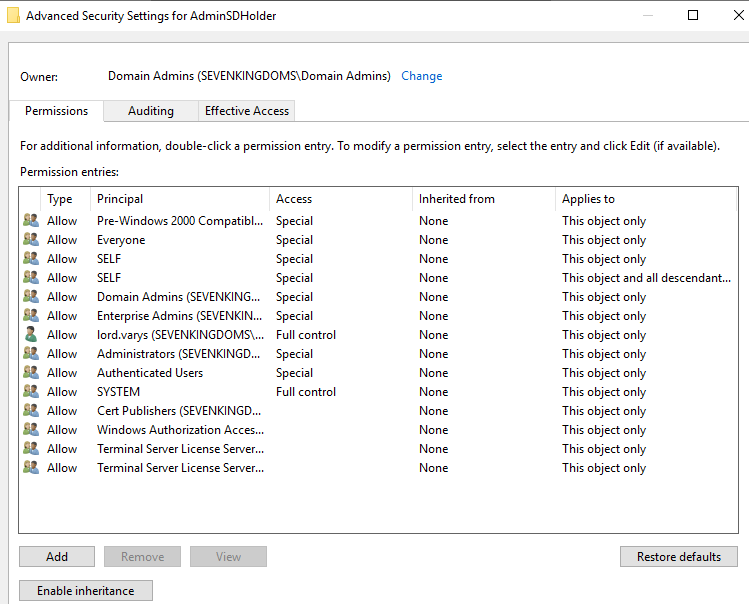 Advanced Security Settings for AdminSDHolder
Owner: Domain Admins (SEVENKINGDOMS\Domain Admins) Change
Permissions Auditing Effective Access
For additional information, double-click a permission entry. To modify a permission entry, select the entry and click Edit (if available).
Permission entries:
Type Principal Access Inherited from Applies to
Allow Pre-Windows 2000 Compatibl... Special None This object only
Allow Everyone Special None This object only
Allow SELF Special None This object only
Allow SELF Special None This object and all descendant...
Allow Domain Admins (SEVENKING... Special None This object only
Allow Enterprise Admins (SEVENKIN... Special None This object only
Allow lord.varys (SEVENKINGDOMS\... Full control None This object only
Allow Administrators (SEVENKINGD... Special None This object only
Allow Authenticated Users Special None This object only
Allow SYSTEM Full control None This object only
Allow Cert Publishers (SEVENKINGD... None This object only
Allow Windows Authorization Acces... None This object only
Allow Terminal Server License Server... None This object only
Allow Terminal Server License Server... None This object only
Add Remove View Restore defaults
Enable inheritance